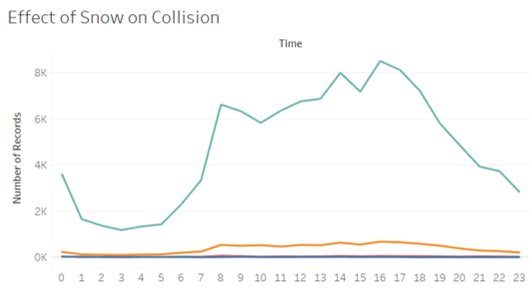 Effect of Snow on Collision
Time
8K
6K
4K
2K
0K
Number of Records
0 1 2 3 4 5 6 7 8 9 10 11 12 13 14 15 16 17 18 19 20 21 22 23